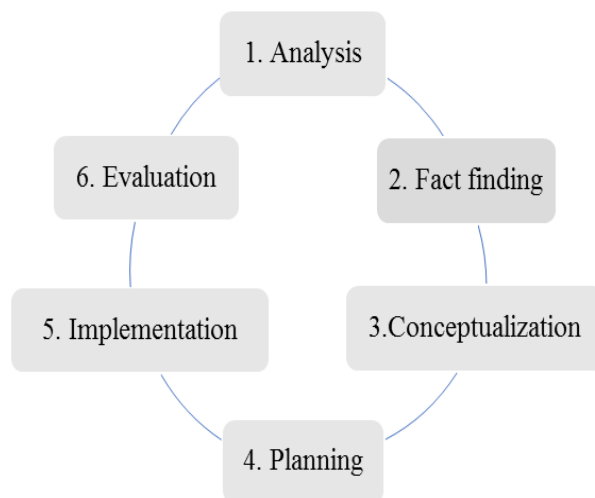 1. Analysis
2. Fact finding
3.Conceptualization
4. Planning
5. Implementation
6. Evaluation